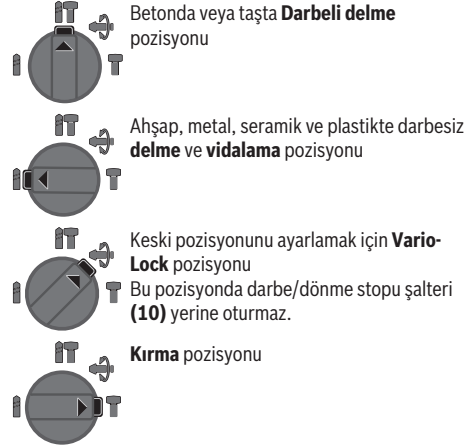 Betonda veya taşta Darbeli delme
pozisyonu
Ahşap, metal, seramik ve plastikte darbesiz
delme ve vidalama pozisyonu
Keski pozisyonunu ayarlamak için Vario-
Lock pozisyonu
Bu pozisyonda darbe/dönme stopu şalteri
(10) yerine oturmaz.
Kırma pozisyonu